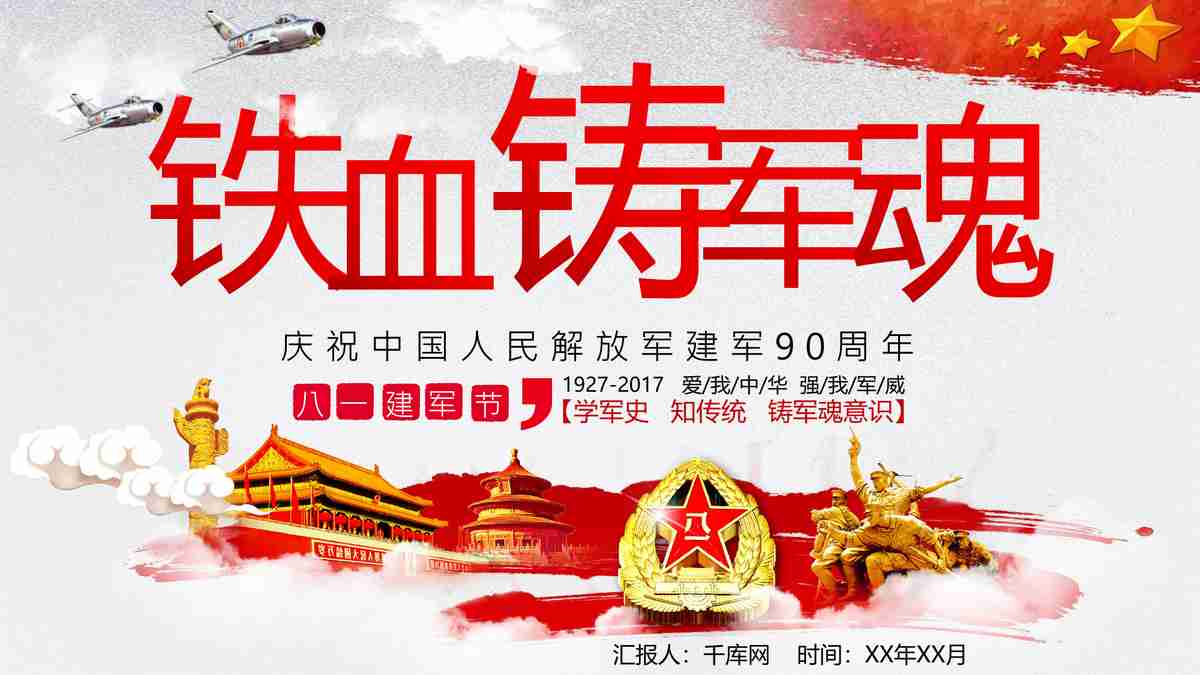 铁血铸军魂
庆祝中国人民解放军建军90周年
八一建军节
1927-2017 爱/我/中/华 强/我/军/威
【学军史 知传统 铸军魂意识】
八一
汇报人：千库网 时间：XX年XX月